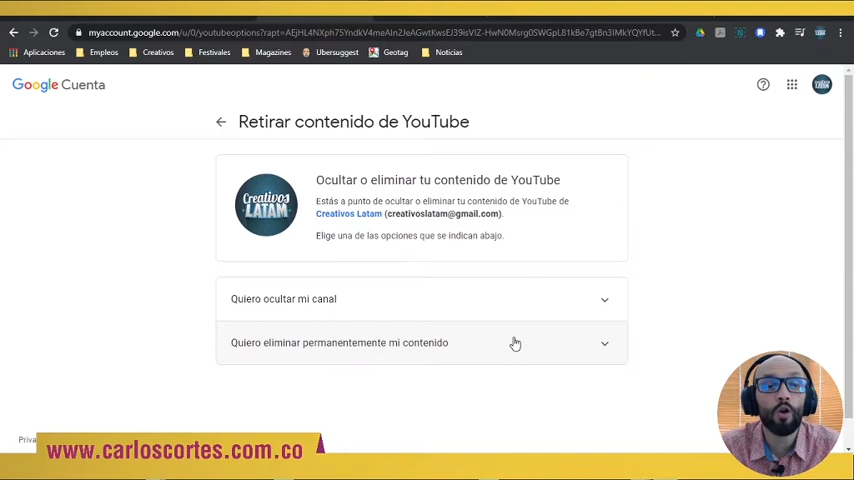 myaccount.google.com/u/0/youtubeoptions?rapt=
Aplicaciones Empleos Creativos Festivales Magazines Ubersuggest Geotag Noticias
Google Cuenta
Retirar contenido de YouTube
Creativos
LATAM
Ocultar o eliminar tu contenido de YouTube
Estás a punto de ocultar o eliminar tu contenido de YouTube de
Creativos Latam (creativoslatam@gmail.com).
Elige una de las opciones que se indican abajo.
Quiero ocultar mi canal
Quiero eliminar permanentemente mi contenido
Priva
www.carloscortes.com.co